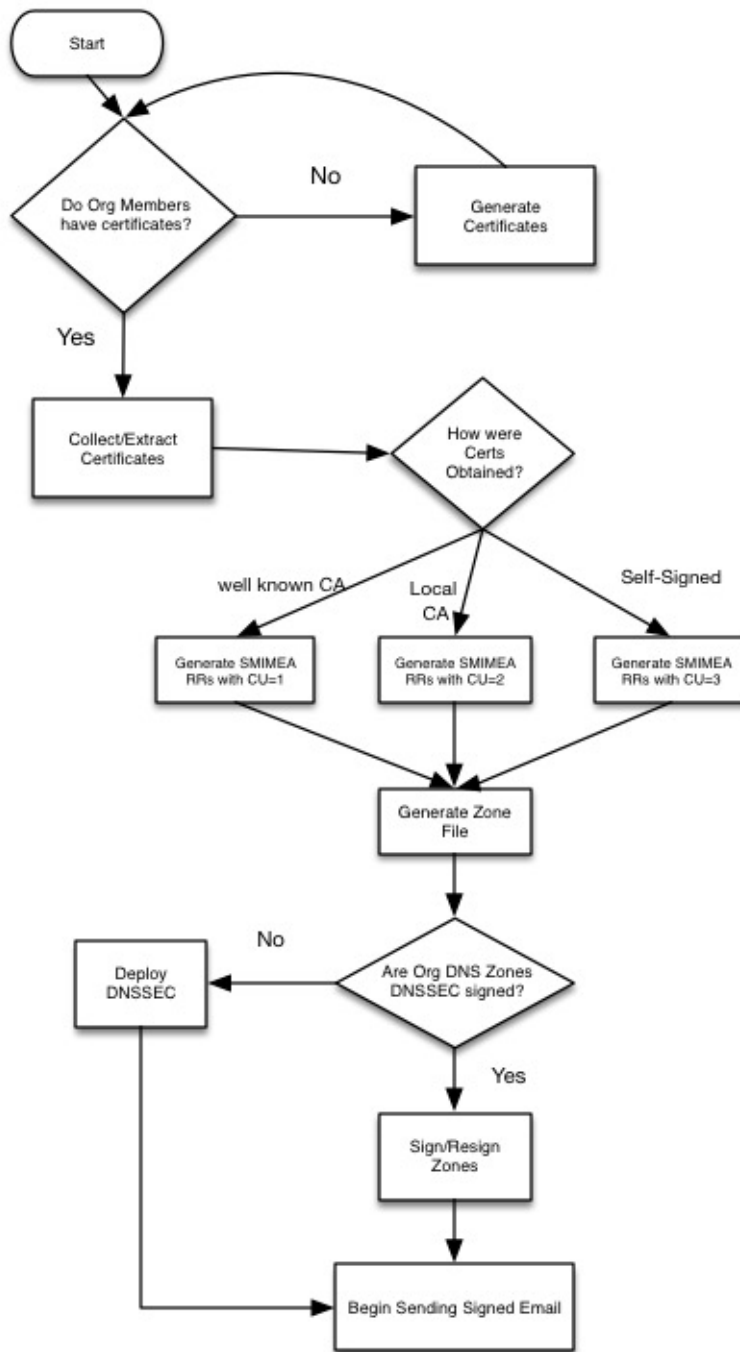 Start
Do Org Members
have certificates?
No
Generate
Certificates
Yes
Collect/Extract
Certificates
How were
Certs
Obtained?
well known CA
Local
CA
Self-Signed
Generate SMIMEA
RRs with CU=1
Generate SMIMEA
RRs with CU=2
Generate SMIMEA
RRs with CU=3
Generate Zone
File
Are Org DNS Zones
DNSSEC signed?
No
Deploy
DNSSEC
Yes
Sign/Resign
Zones
Begin Sending Signed Email